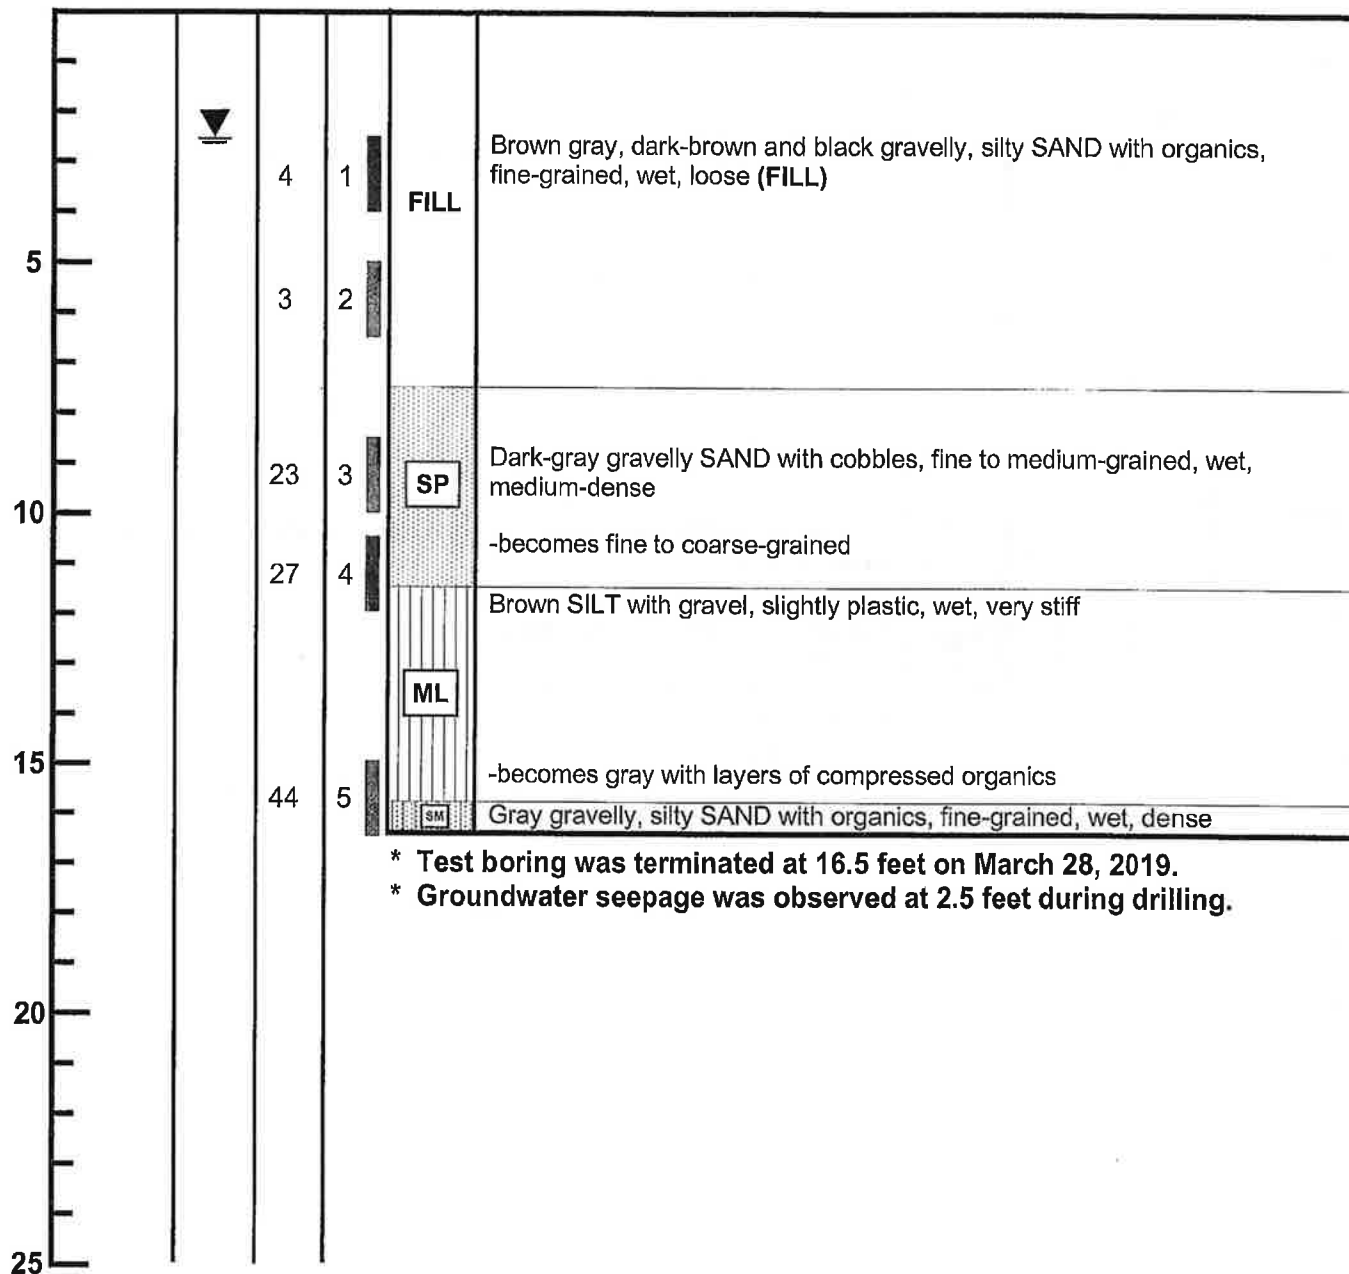 Brown gray, dark-brown and black gravelly, silty SAND with organics,
4 1 fine-grained, wet, loose (FILL)
FILL
5
3 2
Dark-gray gravelly SAND with cobbles, fine to medium-grained, wet,
23 3 SP medium-dense
10
-becomes fine to coarse-grained
27 4
Brown SILT with gravel, slightly plastic, wet, very stiff
ML
15
-becomes gray with layers of compressed organics
44 5
SM Gray gravelly, silty SAND with organics, fine-grained, wet, dense
* Test boring was terminated at 16.5 feet on March 28, 2019.
* Groundwater seepage was observed at 2.5 feet during drilling.
20
25